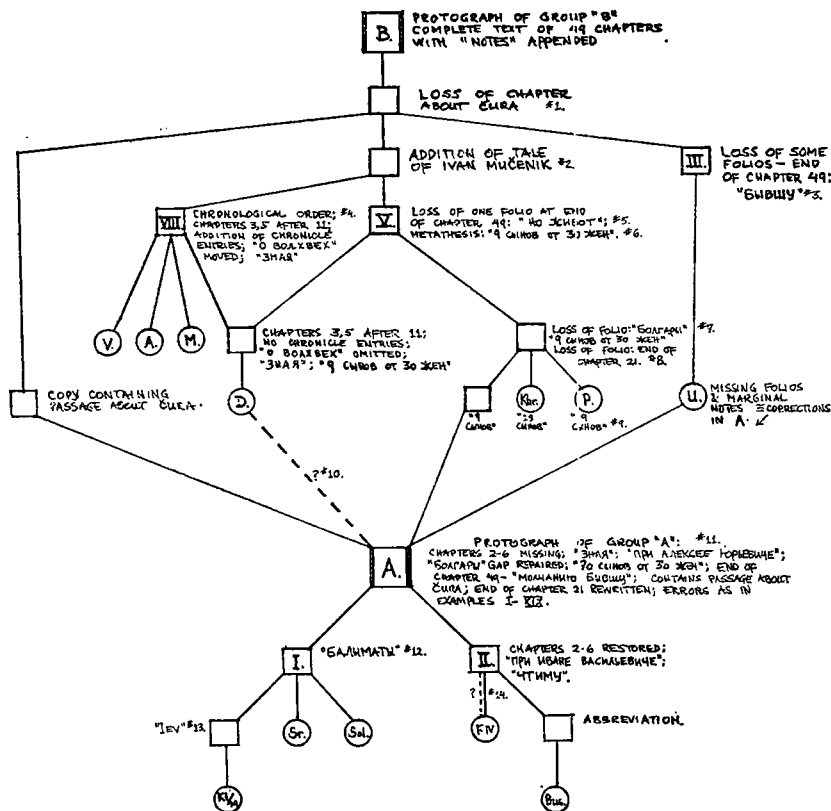 B.
PROTOGRAPH OF GROUP "B"
COMPLETE TEXT OF 49 CHAPTERS
WITH "NOTES" APPENDED
LOSS OF CHAPTER
ABOUT ČURA #1.
ADDITION OF TALE
OF IVAN MUČENIK #2.
III.
LOSS OF SOME
FOLIOS - END
OF CHAPTER 49:
"БЫВШУ" #3.
VIII.
CHRONOLOGICAL ORDER; #4.
CHAPTERS 3,5 AFTER 11;
ADDITION OF CHRONICLE
ENTRIES; "О ВОЛХВЕХ"
MOVED; "ЗНАЯ"
V.
LOSS OF ONE FOLIO AT END
OF CHAPTER 49: "НО ЖИВОТ"; #5.
METATHESIS: "9 СЫНОВ ОТ 30 ЖЕН". #6.
V.
A.
M.
CHAPTERS 3,5 AFTER 11;
NO CHRONICLE ENTRIES;
"О ВОЛХВЕХ" OMITTED;
"ЗНАЯ"; "9 СЫНОВ ОТ 30 ЖЕН"
LOSS OF FOLIO: "БОЛГАРЫ" #7.
"9 СЫНОВ ОТ 30 ЖЕН"
LOSS OF FOLIO: END OF
CHAPTER 21. #8.
COPY CONTAINING
PASSAGE ABOUT ČURA.
D.
"9
СЫНОВ"
Khr.
СЫНОВ"
P.
"9
СЫНОВ" #9.
U.
MISSING FOLIOS
& MARGINAL
NOTES ≅ CORRECTIONS
IN A. ↙
? #10.
A.
PROTOGRAPH OF GROUP "A": #11.
CHAPTERS 2-6 MISSING; "ЗНАЯ"; "ПРИ АЛЕКСЕЕ ЮРЬЕВИЧЕ";
"БОЛГАРЫ" GAP REPAIRED; "70 СЫНОВ ОТ 30 ЖЕН"; END OF
CHAPTER 49- "МОЛЧАНИЮ БЫВШУ"; CONTAINS PASSAGE ABOUT
ČURA; END OF CHAPTER 21 REWRITTEN; ERRORS AS IN
EXAMPLES I- XIX.
I.
"БАЛИМАТЫ" #12.
II.
CHAPTERS 2-6 RESTORED;
"ПРИ ИВАНЕ ВАСИЛЬЕВИЧЕ";
"ЧТИМУ".
? #14.
"IEV" #13.
Sr.
Sol.
FIV
ABBREVIATION.
Bus.